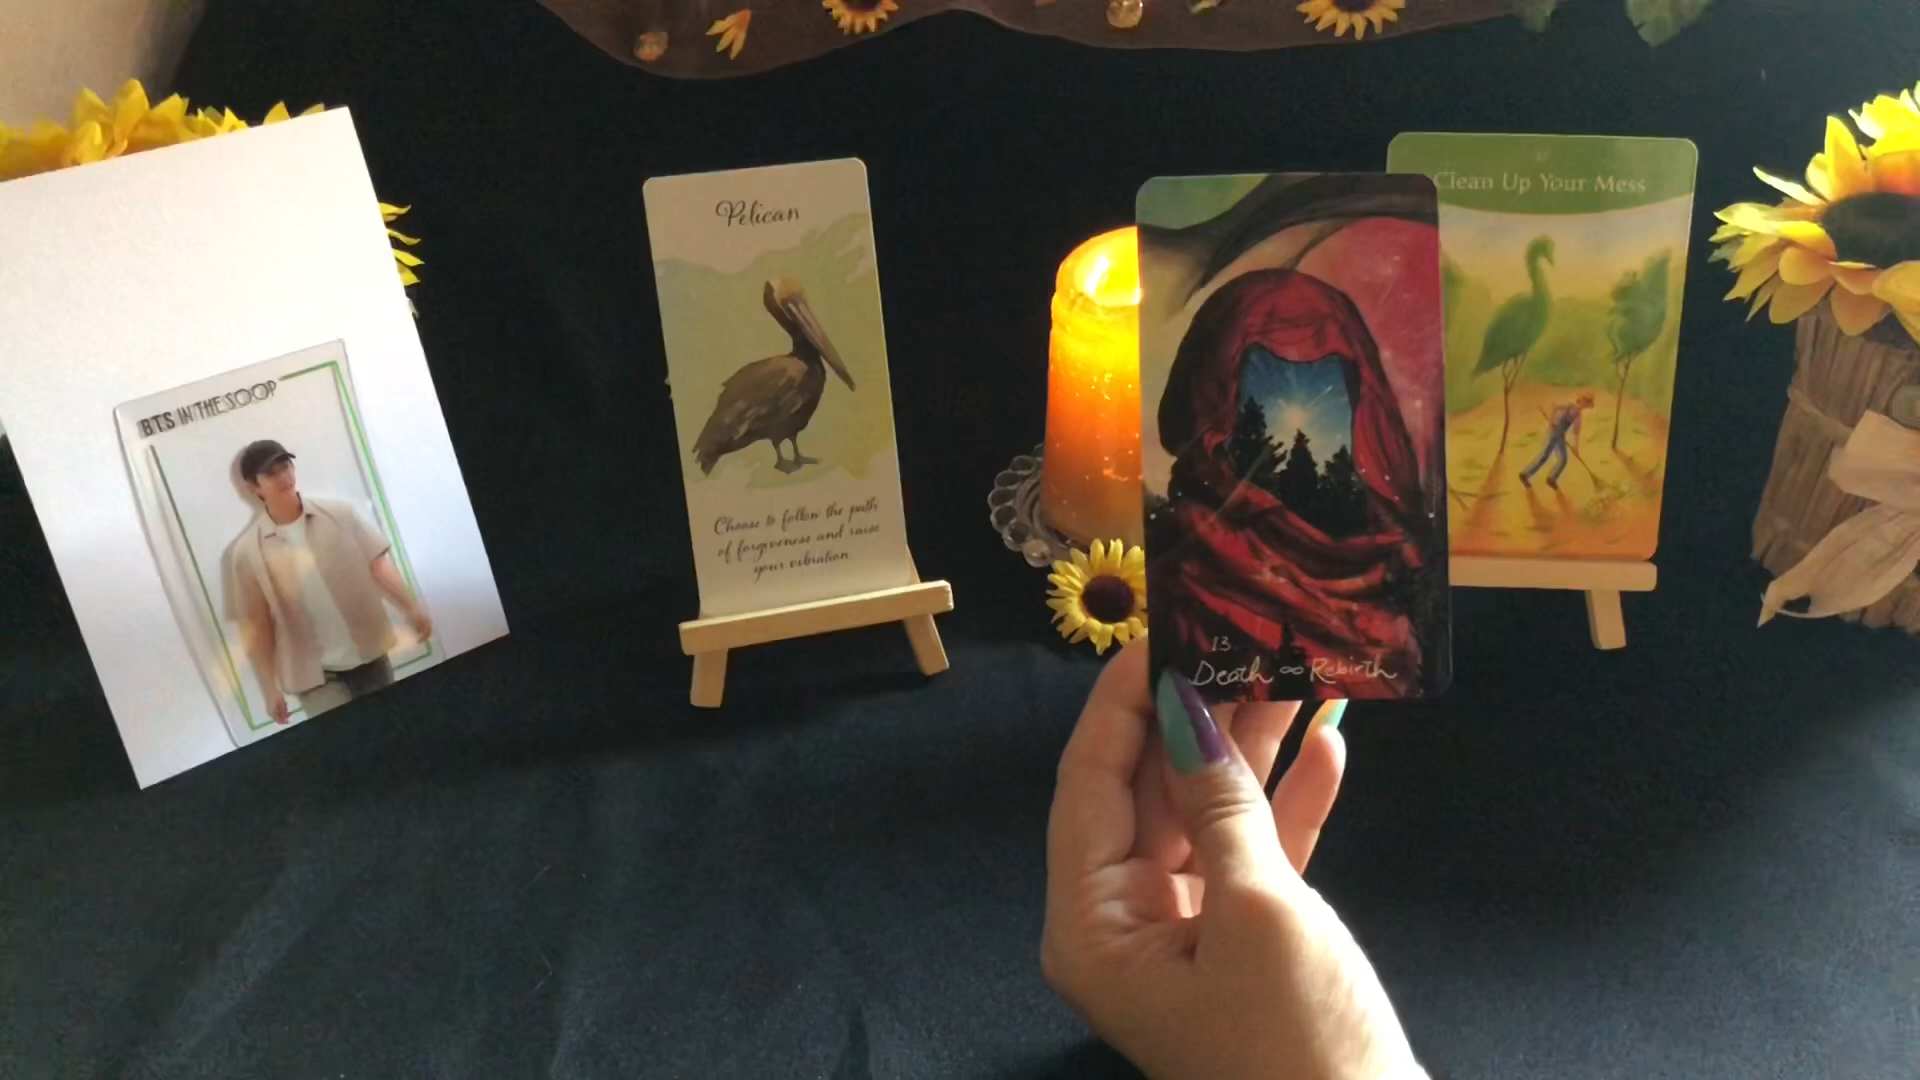 BTS IN THE SOOP
Pelican
Choose to follow the path
of forgiveness and raise
your vibration
13.
Death ∞ Rebirth
Clean Up Your Mess